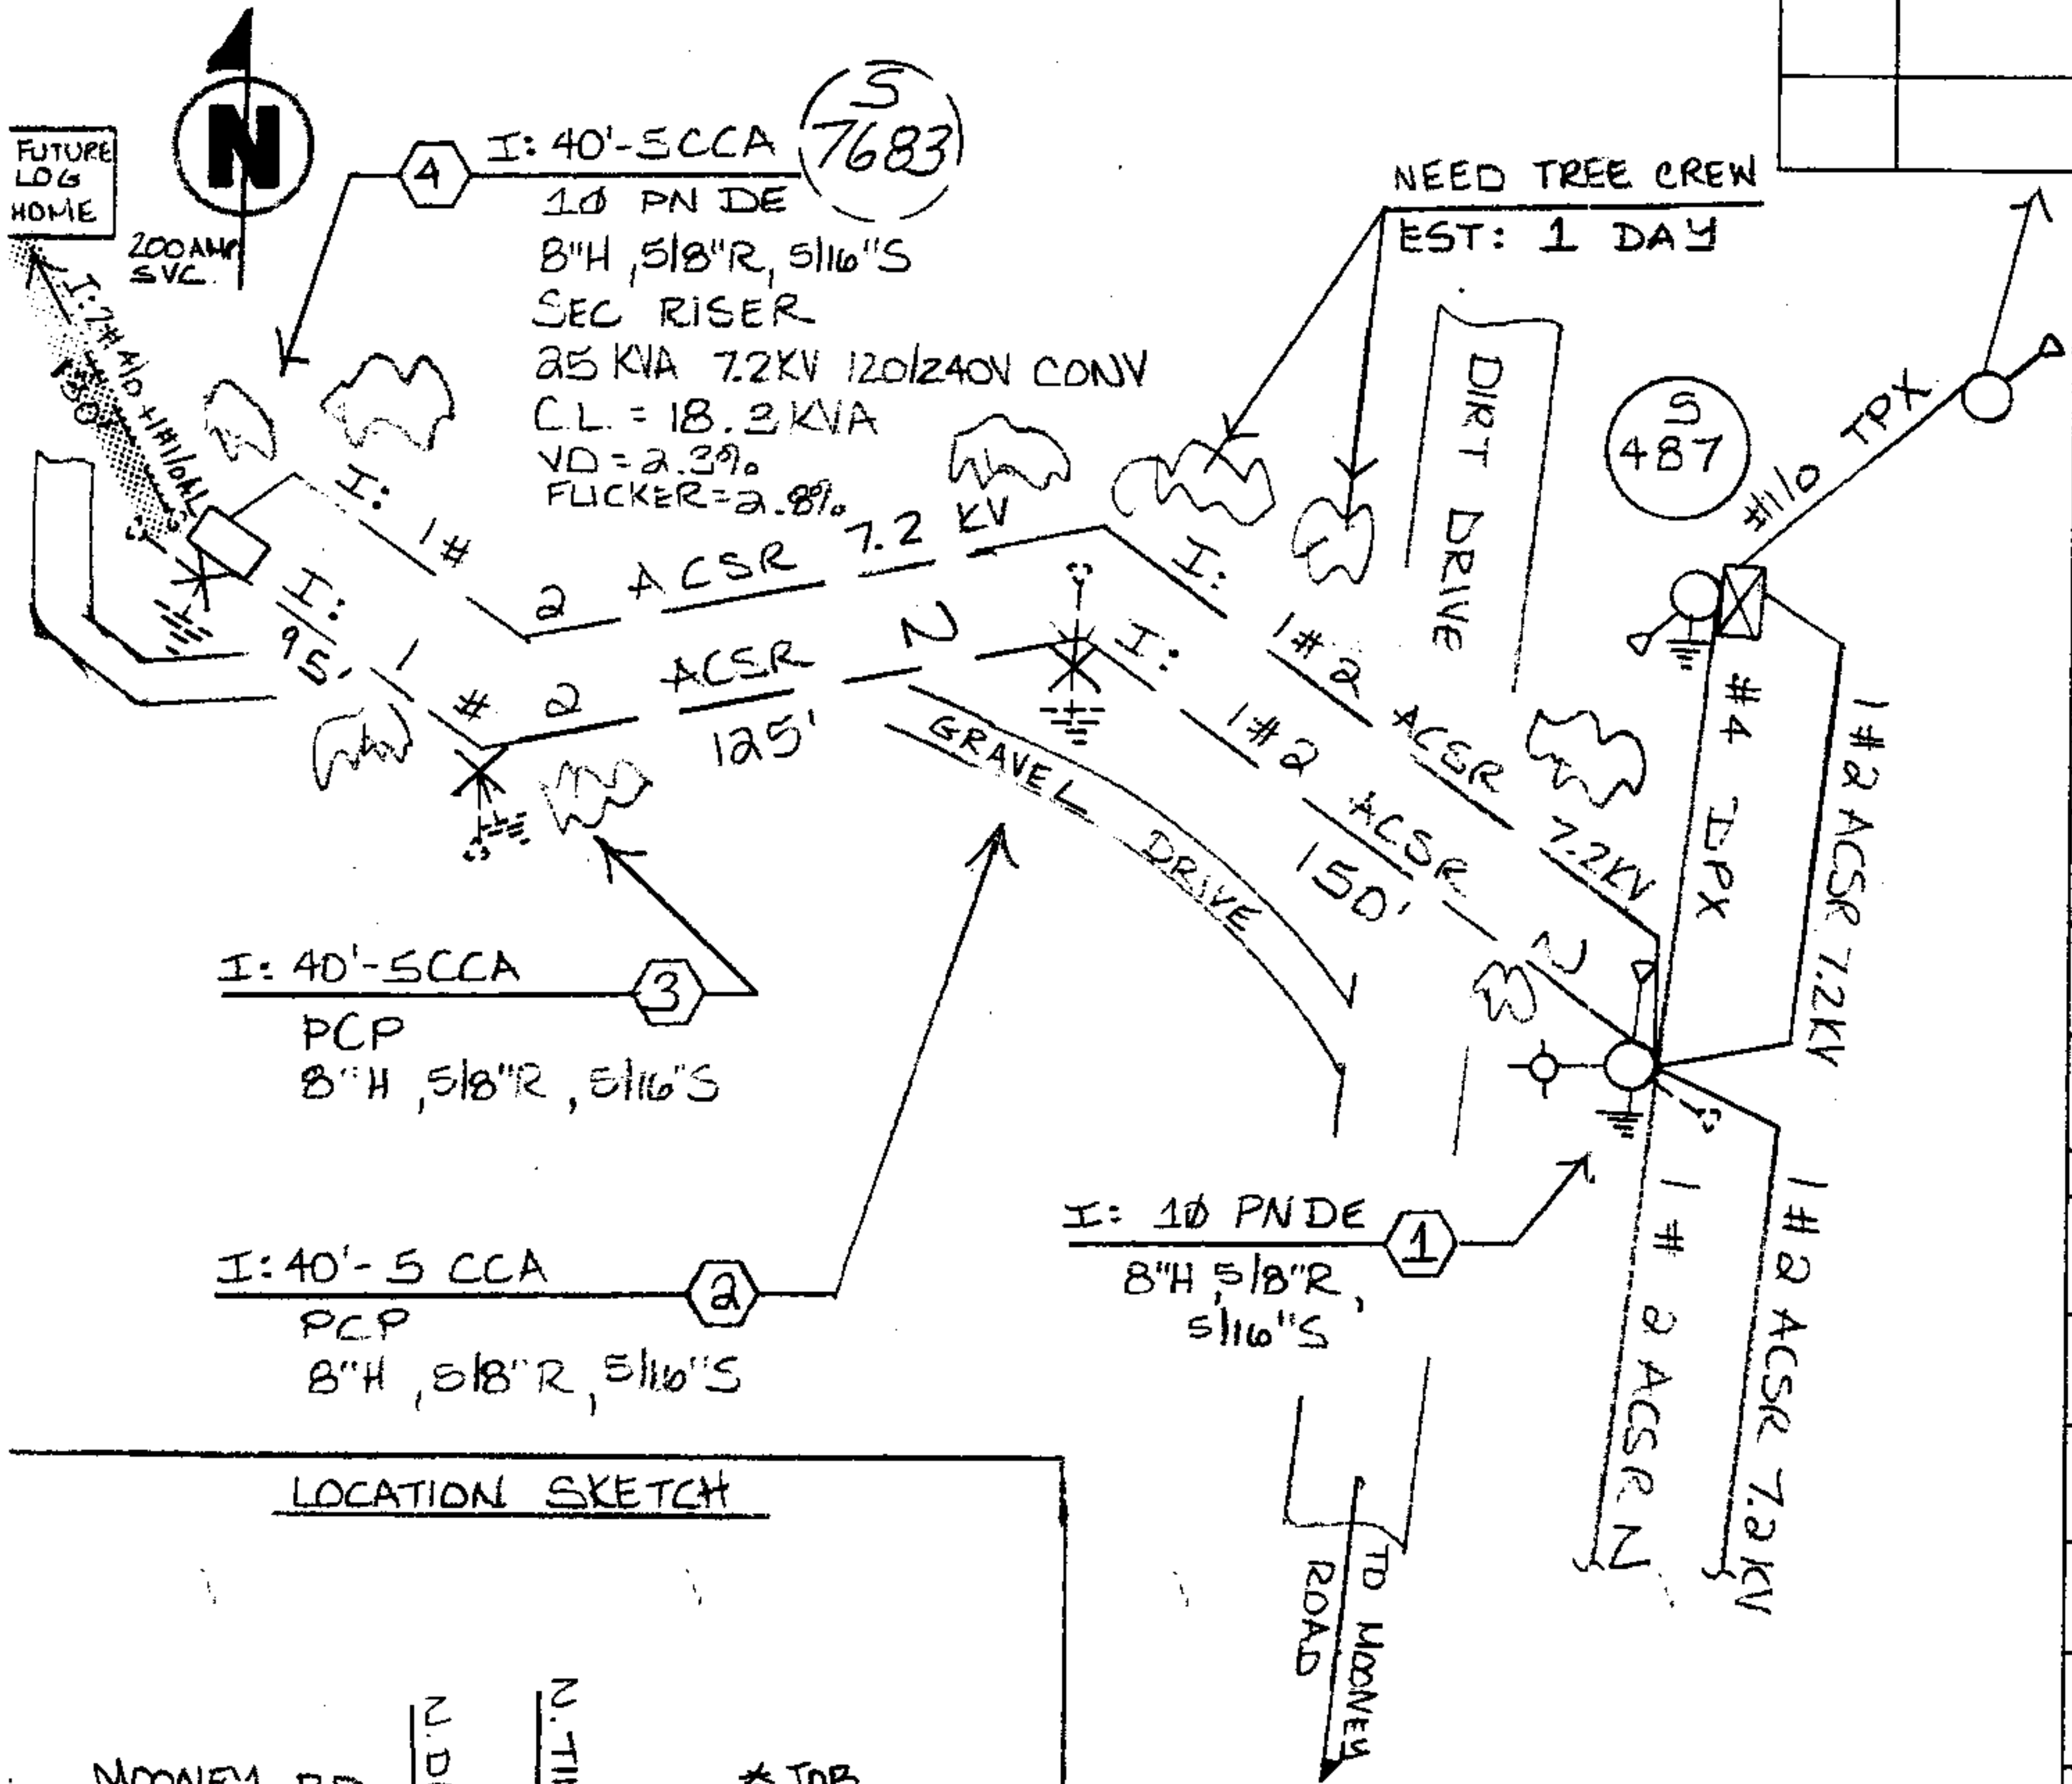 N
FUTURE
LOG
HOME
200 AMP
SVC.
4
I: 40'-5CCA
1Ø PN DE
8"H, 5/8"R, 5/16"S
SEC RISER
25 KVA 7.2KV 120/240V CONV
C.L. = 18.3 KVA
VD = 2.3%
FLICKER = 2.8%
S
7683
NEED TREE CREW
EST: 1 DAY
DIRT DRIVE
S
487
#1/0 TPX
I: 1# 2 ACSR 7.2 KV
I: 1 # 2 ACSR N
95'
125'
I: 1#2 ACSR 7.2KV
I: 1#2 ACSR N
150'
#4 DPX
1#2 ACSR 7.2KV
GRAVEL DRIVE
I: 40'-5CCA
3
PCP
8"H, 5/8"R, 5/16"S
I: 40'-5 CCA
2
PCP
8"H, 5/8"R, 5/16"S
I: 1Ø PNDE
1
8"H, 5/8"R,
5/16"S
1 # 2 ACSR N
1#2 ACSR 7.2KV
TO MOONEY
ROAD
LOCATION SKETCH
MOONEY RD
* JOB